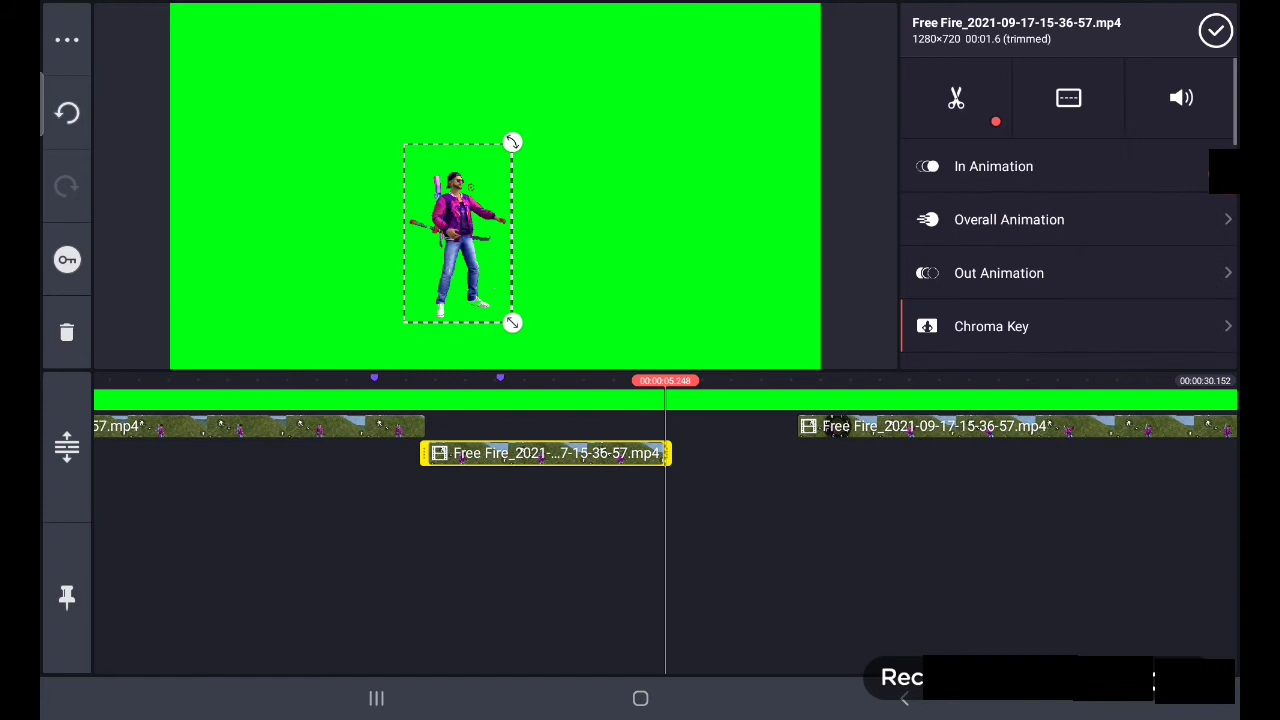 Free Fire_2021-09-17-15-36-57.mp4
1280×720 00:01.6 (trimmed)
In Animation
Overall Animation
Out Animation
Chroma Key
00:00:05.248
00:00:30.152
57.mp4*
Free Fire_2021-09-17-15-36-57.mp4*
Free Fire_2021-...7-15-36-57.mp4
Rec